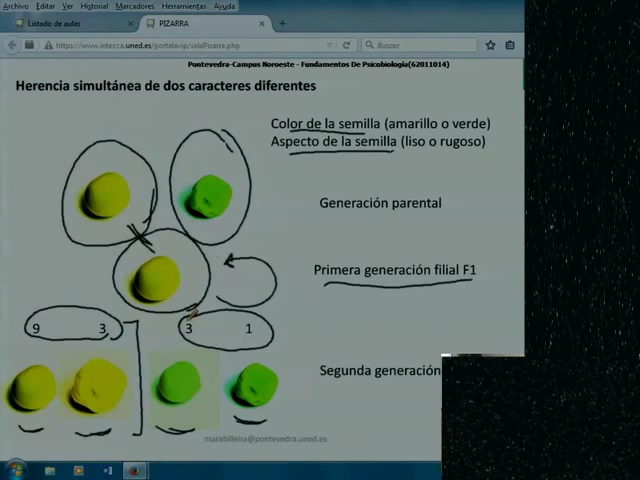 Archivo Editar Ver Historial Marcadores Herramientas Ayuda
Listado de aulas × PIZARRA × +
https://www.intecca.uned.es/portalavip/salaPizarra.php Buscar
Pontevedra-Campus Noroeste - Fundamentos De Psicobiología(62011014)
Herencia simultánea de dos caracteres diferentes
Color de la semilla (amarillo o verde)
Aspecto de la semilla (liso o rugoso)
Generación parental
Primera generación filial F1
9 3 3 1
Segunda generación
marabilleira@pontevedra.uned.es